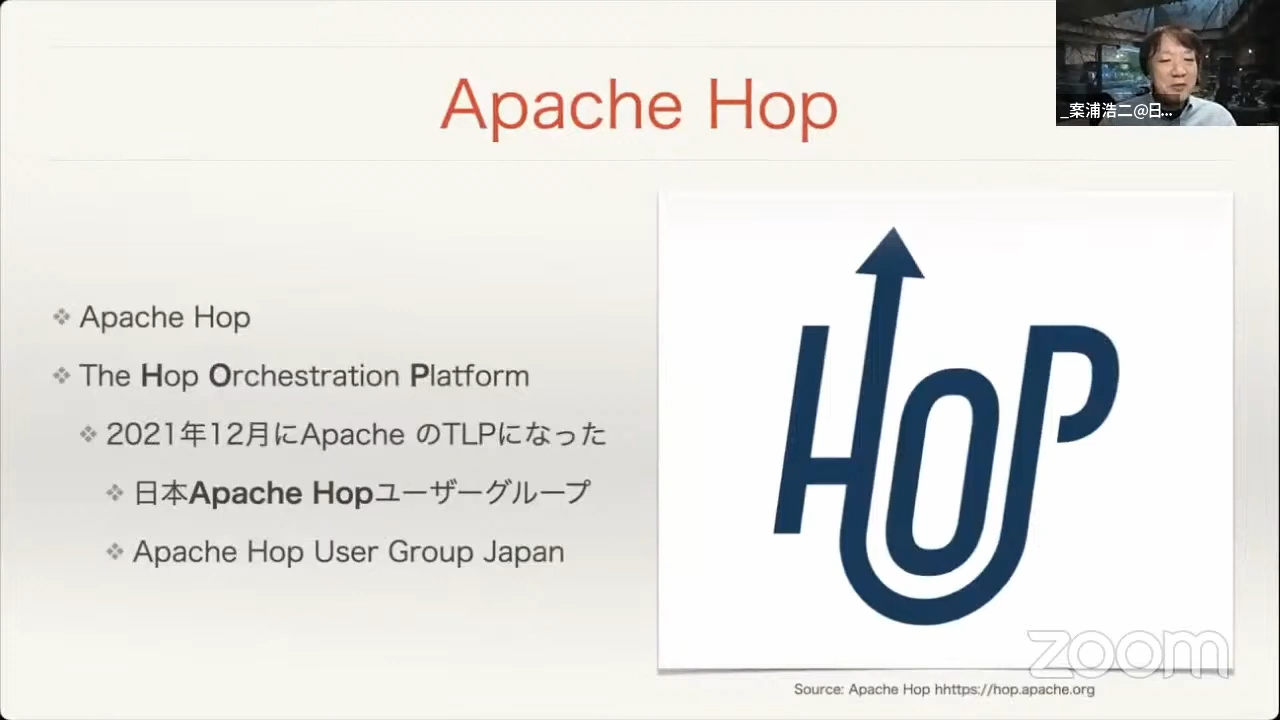 Apache Hop
_案浦浩二@日...
Apache Hop
The Hop Orchestration Platform
2021年12月にApache のTLPになった
日本Apache Hopユーザーグループ
Apache Hop User Group Japan
HOP
zoom
Source: Apache Hop hhttps://hop.apache.org